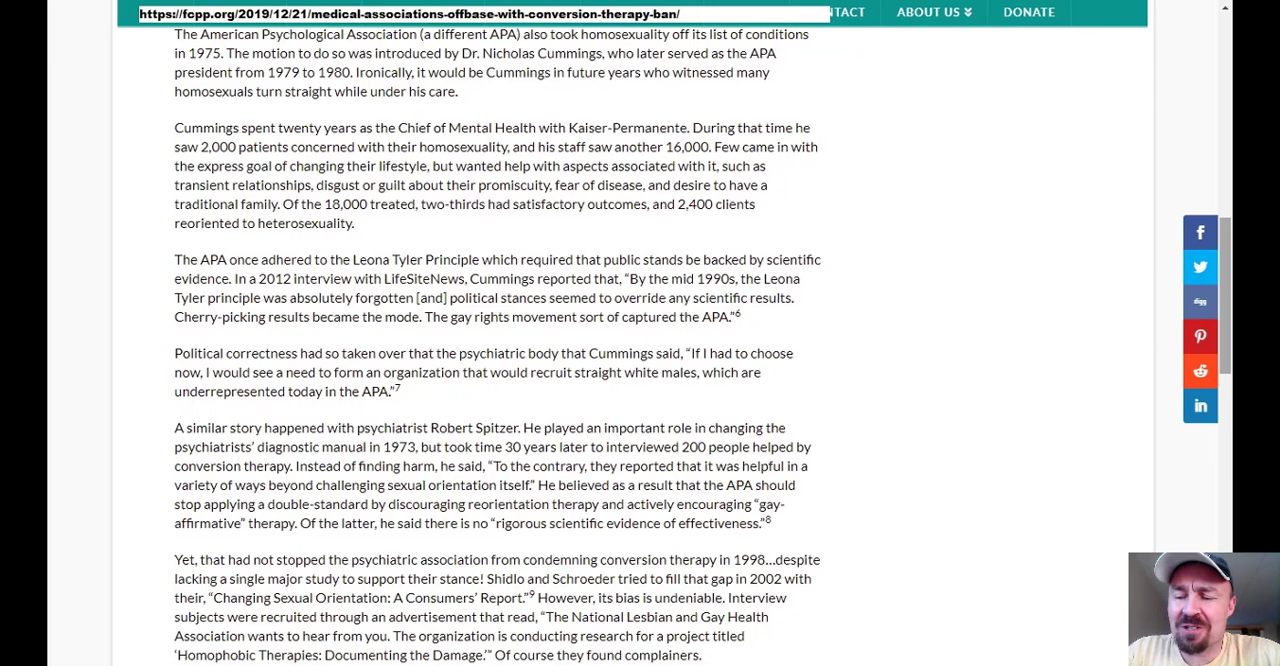 https://fcpp.org/2019/12/21/medical-associations-offbase-with-conversion-therapy-ban/
ABOUT US
DONATE
The American Psychological Association (a different APA) also took homosexuality off its list of conditions
in 1975. The motion to do so was introduced by Dr. Nicholas Cummings, who later served as the APA
president from 1979 to 1980. Ironically, it would be Cummings in future years who witnessed many
homosexuals turn straight while under his care.
Cummings spent twenty years as the Chief of Mental Health with Kaiser-Permanente. During that time he
saw 2,000 patients concerned with their homosexuality, and his staff saw another 16,000. Few came in with
the express goal of changing their lifestyle, but wanted help with aspects associated with it, such as
transient relationships, disgust or guilt about their promiscuity, fear of disease, and desire to have a
traditional family. Of the 18,000 treated, two-thirds had satisfactory outcomes, and 2,400 clients
reoriented to heterosexuality.
The APA once adhered to the Leona Tyler Principle which required that public stands be backed by scientific
evidence. In a 2012 interview with LifeSiteNews, Cummings reported that, “By the mid 1990s, the Leona
Tyler principle was absolutely forgotten [and] political stances seemed to override any scientific results.
Cherry-picking results became the mode. The gay rights movement sort of captured the APA.”6
Political correctness had so taken over that the psychiatric body that Cummings said, “If I had to choose
now, I would see a need to form an organization that would recruit straight white males, which are
underrepresented today in the APA.”7
A similar story happened with psychiatrist Robert Spitzer. He played an important role in changing the
psychiatrists’ diagnostic manual in 1973, but took time 30 years later to interviewed 200 people helped by
conversion therapy. Instead of finding harm, he said, “To the contrary, they reported that it was helpful in a
variety of ways beyond challenging sexual orientation itself.” He believed as a result that the APA should
stop applying a double-standard by discouraging reorientation therapy and actively encouraging “gay-
affirmative” therapy. Of the latter, he said there is no “rigorous scientific evidence of effectiveness.”8
Yet, that had not stopped the psychiatric association from condemning conversion therapy in 1998…despite
lacking a single major study to support their stance! Shidlo and Schroeder tried to fill that gap in 2002 with
their, “Changing Sexual Orientation: A Consumers’ Report.”9 However, its bias is undeniable. Interview
subjects were recruited through an advertisement that read, “The National Lesbian and Gay Health
Association wants to hear from you. The organization is conducting research for a project titled
‘Homophobic Therapies: Documenting the Damage.’” Of course they found complainers.
digg